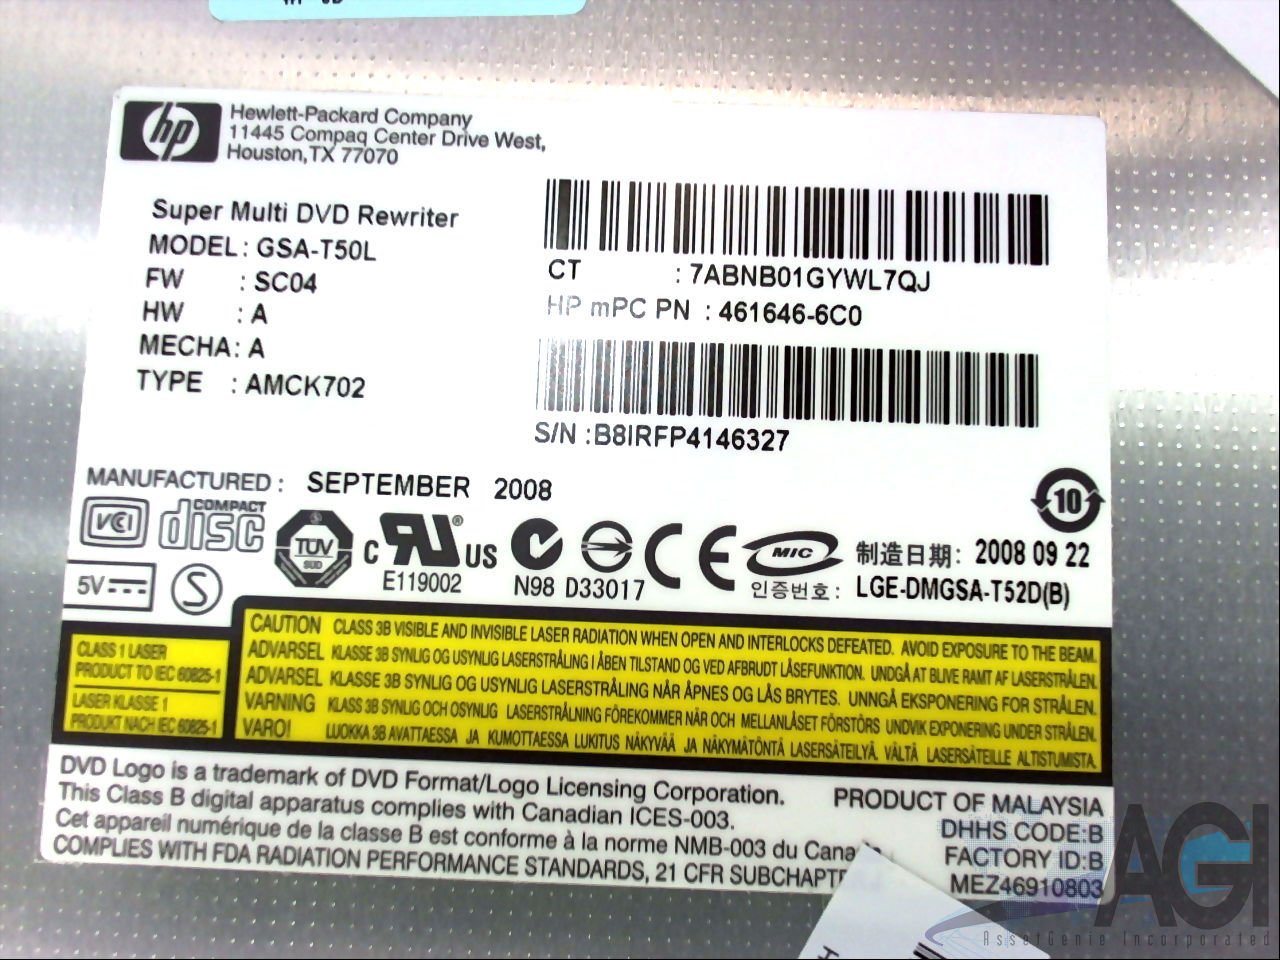 hp
Hewlett-Packard Company
11445 Compaq Center Drive West,
Houston,TX 77070
Super Multi DVD Rewriter
MODEL: GSA-T50L
FW : SC04
HW : A
MECHA: A
TYPE : AMCK702
CT : 7ABNB01GYWL7QJ
HP mPC PN : 461646-6C0
S/N :B8IRFP4146327
MANUFACTURED : SEPTEMBER 2008
VCCI
COMPACT
disc
TÜV
SÜD
c UR ® US
E119002
N98 D33017
CE
MIC
10
制造日期: 2008 09 22
인증번호: LGE-DMGSA-T52D(B)
5V
S
CLASS 1 LASER
PRODUCT TO IEC 60825-1
LASER KLASSE 1
PRODUKT NACH IEC 60825-1
CAUTION CLASS 3B VISIBLE AND INVISIBLE LASER RADIATION WHEN OPEN AND INTERLOCKS DEFEATED. AVOID EXPOSURE TO THE BEAM.
ADVARSEL KLASSE 3B SYNLIG OG USYNLIG LASERSTRÅLING I ÅBEN TILSTAND OG VED AFBRUDT LÅSEFUNKTION. UNDGÅ AT BLIVE RAMT AF LASERSTRÅLEN.
ADVARSEL KLASSE 3B SYNLIG OG USYNLIG LASERSTRÅLING NÅR ÅPNES OG LÅS BRYTES. UNNGÅ EKSPONERING FOR STRÅLEN.
VARNING KLASS 3B SYNLIG OCH OSYNLIG LASERSTRÅLNING FÖREKOMMER NÄR OCH MELLANLÅSET FÖRSTÖRS UNDVIK EXPONERING UNDER STRÅLEN.
VARO! LUOKKA 3B AVATTAESSA JA KUMOTTAESSA LUKITUS NÄKYVÄÄ JA NÄKYMÄTÖNTÄ LASERSÄTEILYÄ. VÄLTÄ LASERSÄTEILLE ALTISTUMISTA.
DVD Logo is a trademark of DVD Format/Logo Licensing Corporation.
This Class B digital apparatus complies with Canadian ICES-003.
Cet appareil numérique de la classe B est conforme à la norme NMB-003 du
COMPLIES WITH FDA RADIATION PERFORMANCE STANDARDS, 21 CFR
PRODUCT OF MALAYSIA
DHHS CODE:B
FACTORY ID:B
MEZ46910803
AGI
AssetGenie Incorporated